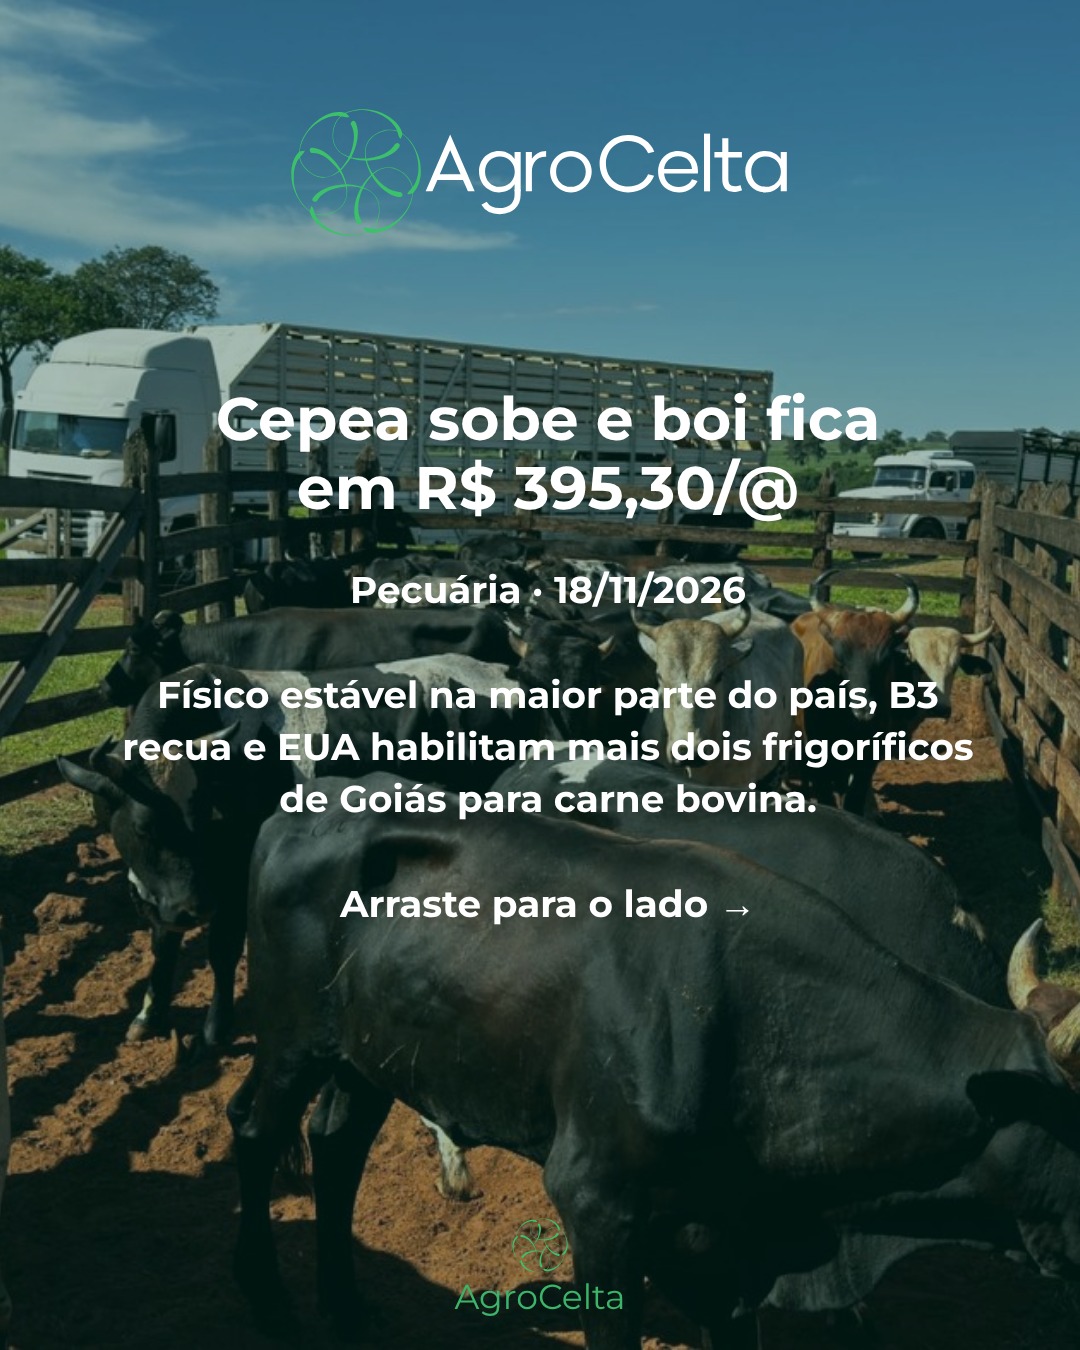 AgroCelta
Cepea sobe e boi fica
em R$ 395,30/@
Pecuária · 18/11/2026
Físico estável na maior parte do país, B3
recua e EUA habilitam mais dois frigoríficos
de Goiás para carne bovina.
Arraste para o lado →
AgroCelta